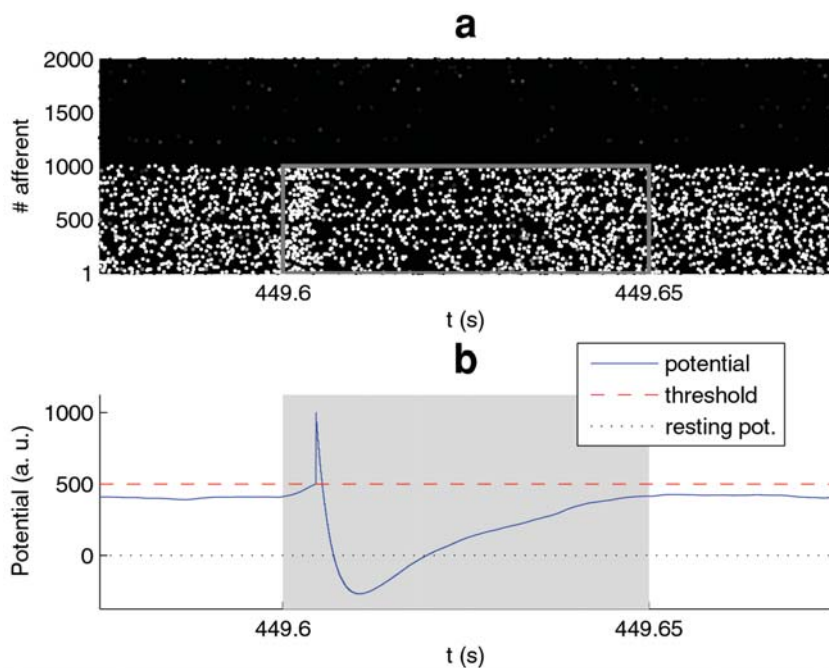 a
2000
1500
1000
500
1
# afferent
449.6 449.65
t (s)
b
potential
threshold
resting pot.
1000
500
0
Potential (a. u.)
449.6 449.65
t (s)